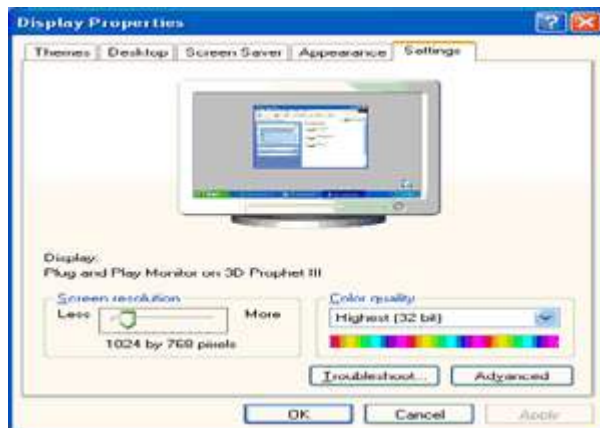 Display Properties
Themes Desktop Screen Saver Appearance Settings
Display:
Plug and Play Monitor on 3D Prophet III
Screen resolution
Less More
1024 by 768 pixels
Color quality
Highest (32 bit)
Troubleshoot... Advanced
OK Cancel Apply